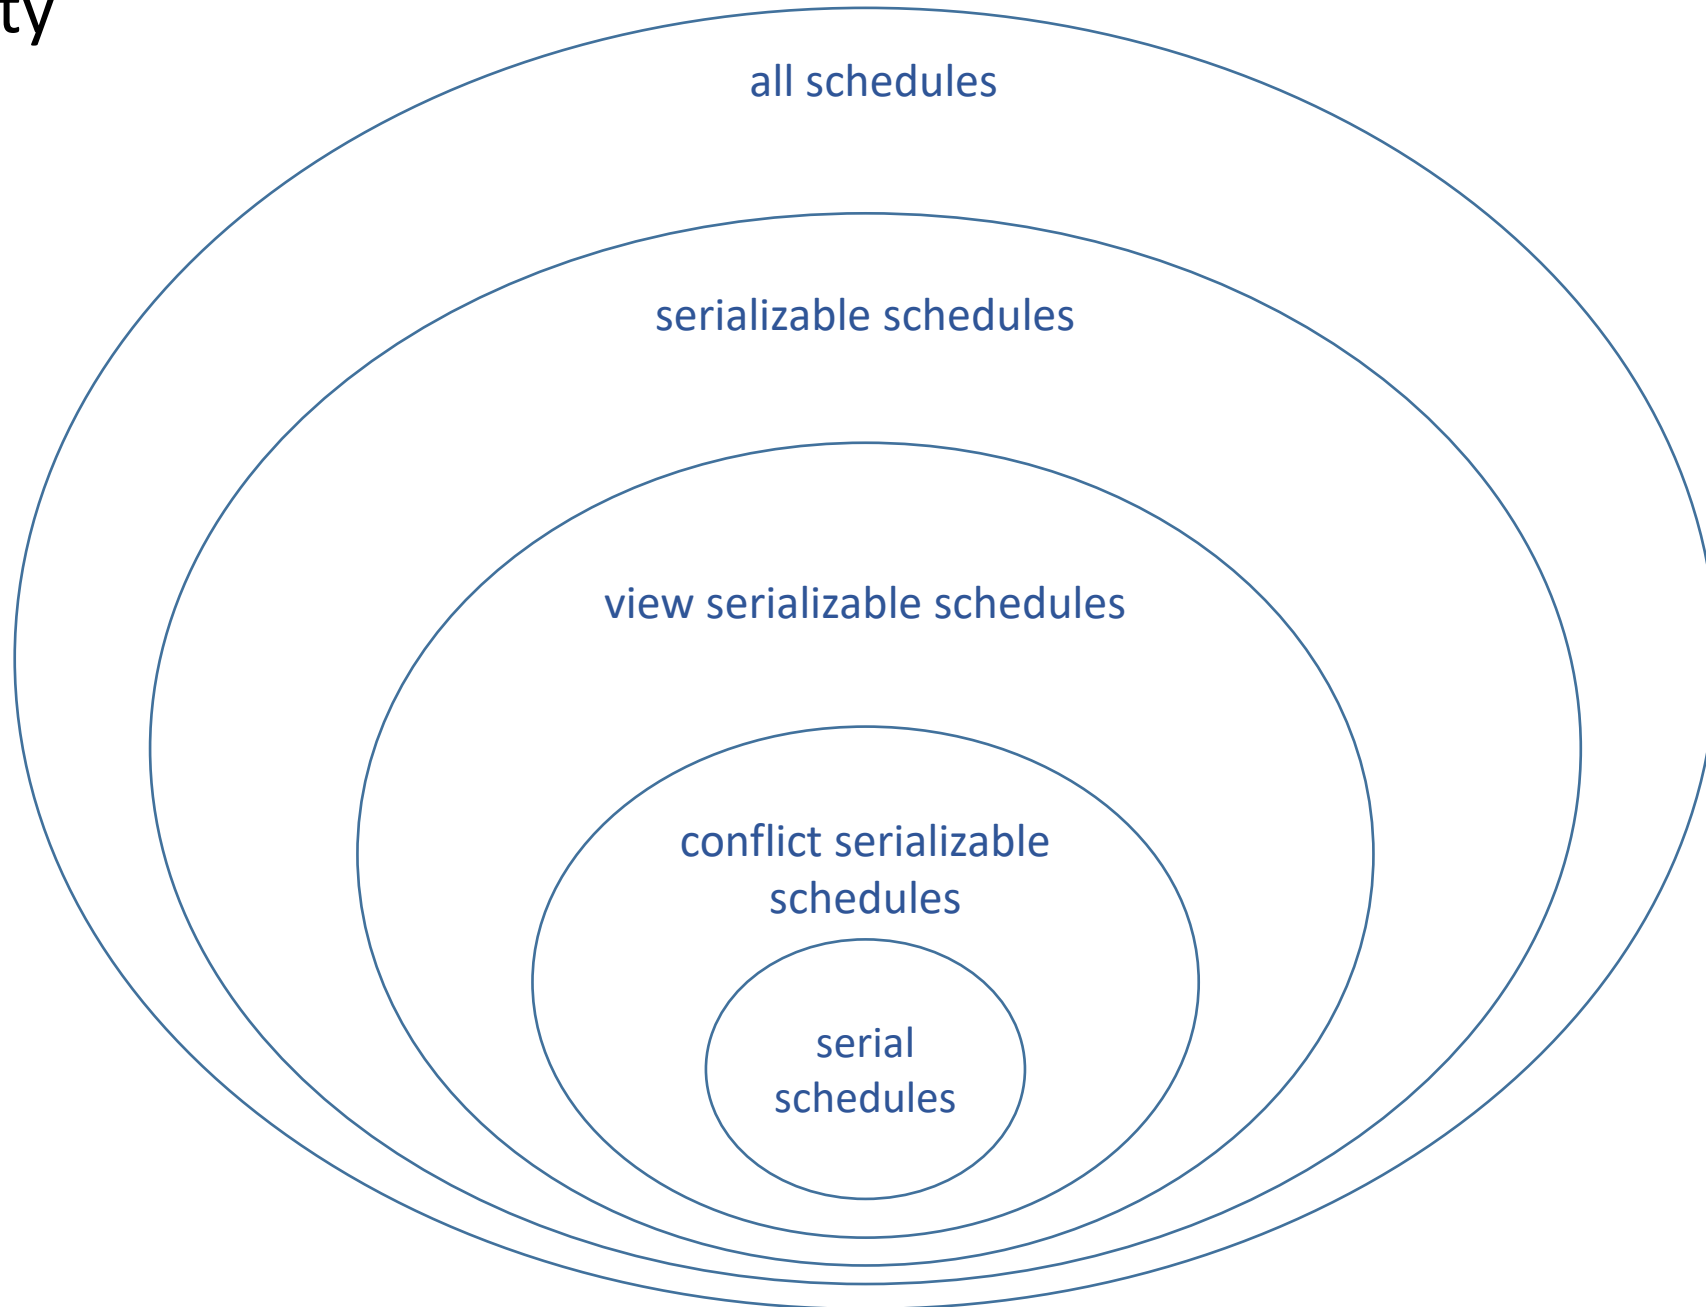 ty
all schedules
serializable schedules
view serializable schedules
conflict serializable
schedules
serial
schedules